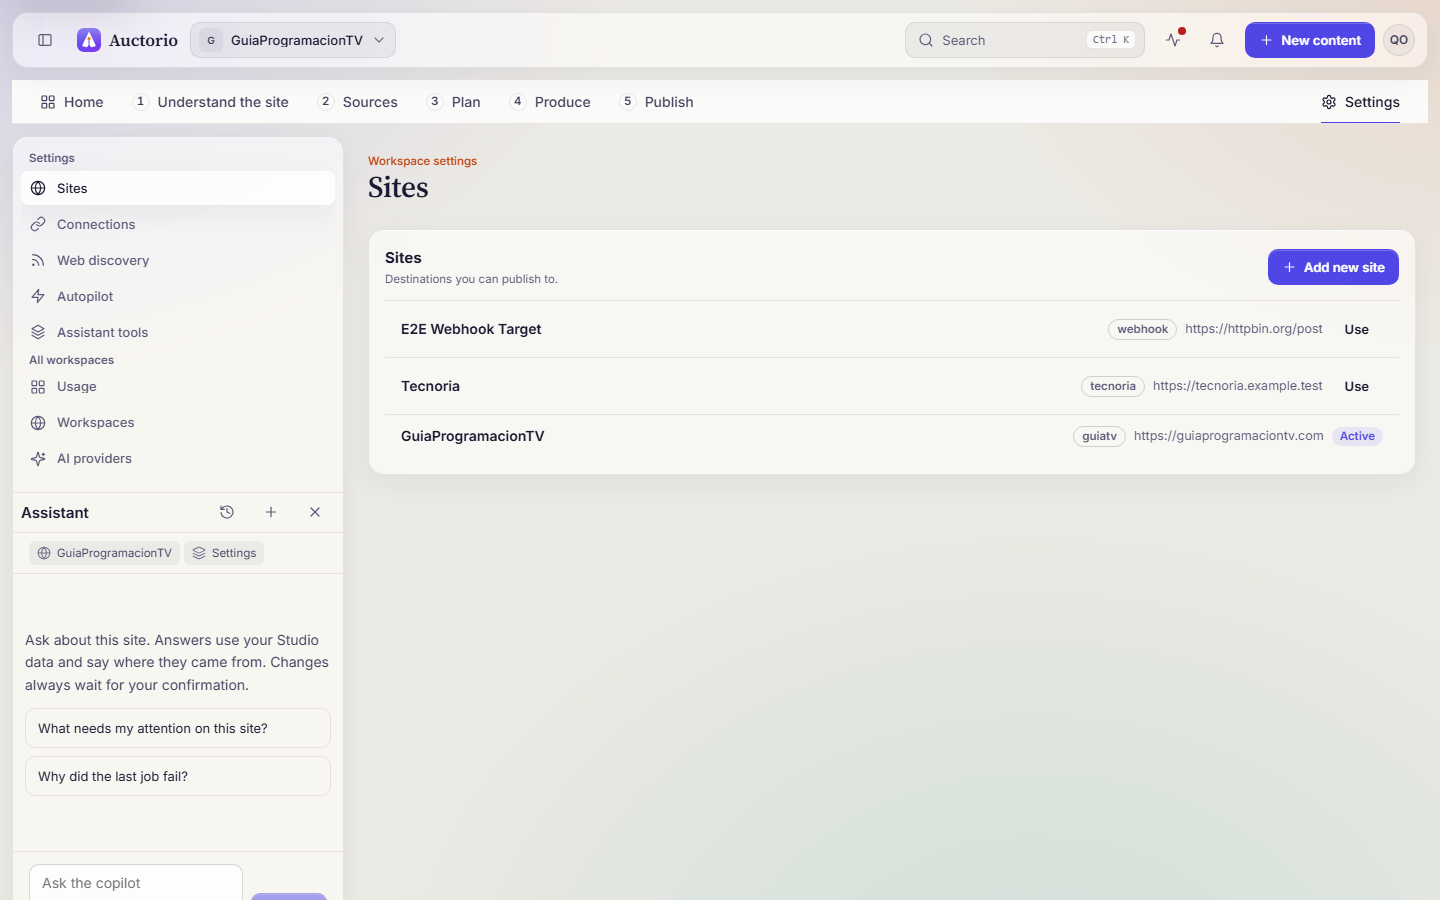 Auctorio
G GuiaProgramacionTV
Search Ctrl K
New content
QO
Home
1 Understand the site
2 Sources
3 Plan
4 Produce
5 Publish
Settings
Settings
Sites
Connections
Web discovery
Autopilot
Assistant tools
All workspaces
Usage
Workspaces
AI providers
Assistant
GuiaProgramacionTV Settings
Ask about this site. Answers use your Studio
data and say where they came from. Changes
always wait for your confirmation.
What needs my attention on this site?
Why did the last job fail?
Ask the copilot
Workspace settings
Sites
Sites
Destinations you can publish to.
Add new site
E2E Webhook Target webhook https://httpbin.org/post Use
Tecnoria tecnoria https://tecnoria.example.test Use
GuiaProgramacionTV guiatv https://guiaprogramaciontv.com Active